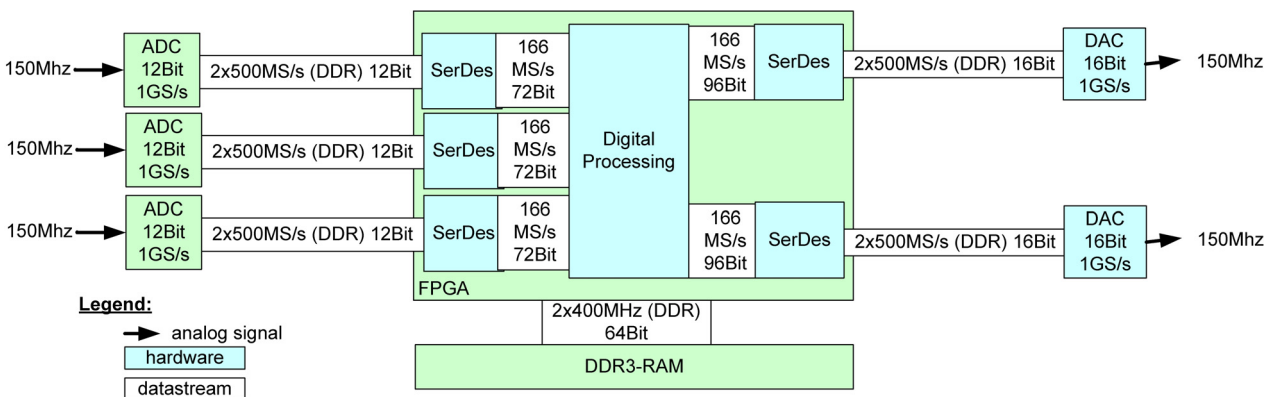 ADC
12Bit
1GS/s
150Mhz
2x500MS/s (DDR) 12Bit
SerDes
166
MS/s
72Bit
ADC
12Bit
1GS/s
150Mhz
2x500MS/s (DDR) 12Bit
SerDes
166
MS/s
72Bit
ADC
12Bit
1GS/s
150Mhz
2x500MS/s (DDR) 12Bit
SerDes
166
MS/s
72Bit
Digital
Processing
166
MS/s
96Bit
SerDes
2x500MS/s (DDR) 16Bit
DAC
16Bit
1GS/s
150Mhz
166
MS/s
96Bit
SerDes
2x500MS/s (DDR) 16Bit
DAC
16Bit
1GS/s
150Mhz
FPGA
2x400MHz (DDR)
64Bit
DDR3-RAM
Legend:
analog signal
hardware
datastream